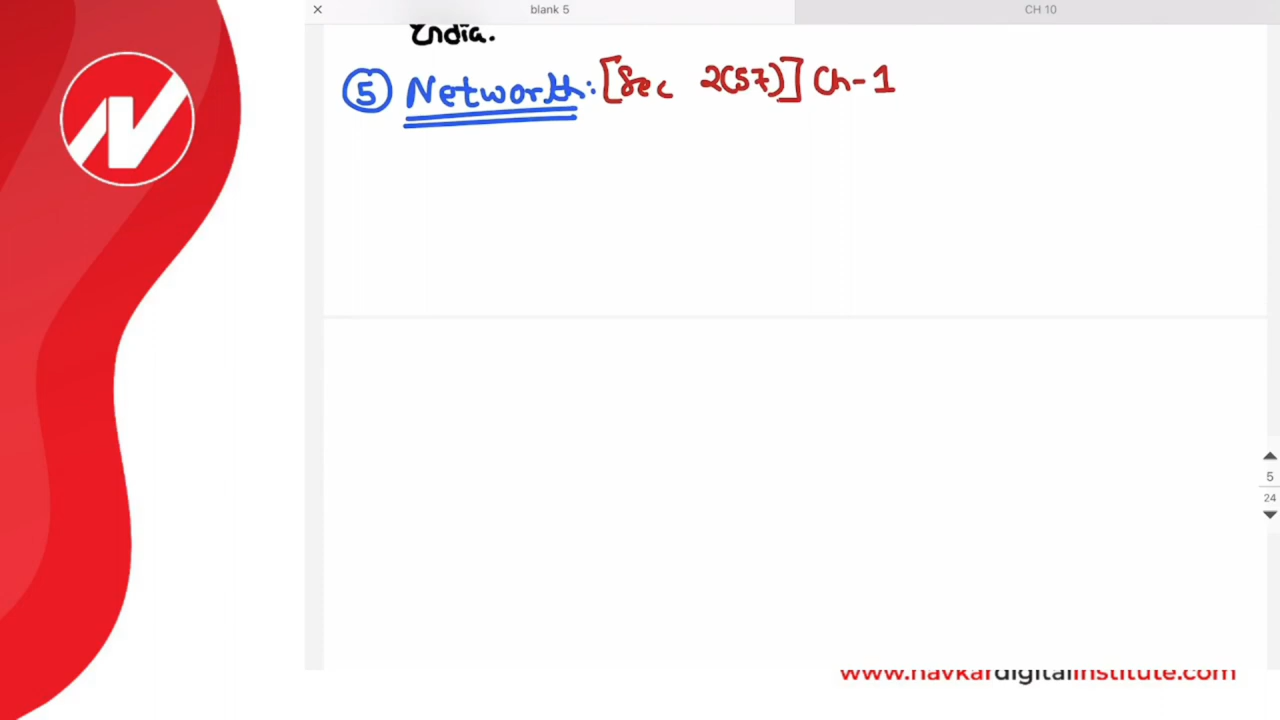 blank 5
CH 10
India.
⑤ Networth: [Sec 2(57)] Ch-1
5
24
www.navkardigitalinstitute.com